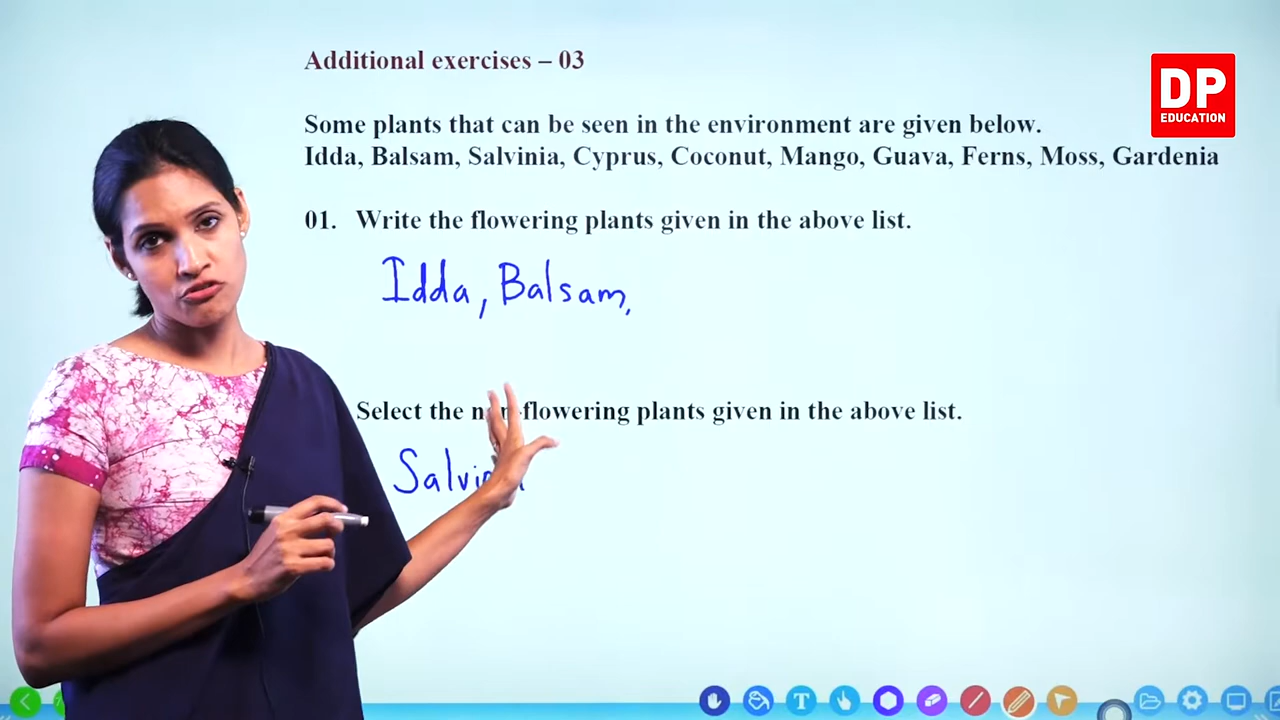 Additional exercises – 03
DP
EDUCATION
Some plants that can be seen in the environment are given below.
Idda, Balsam, Salvinia, Cyprus, Coconut, Mango, Guava, Ferns, Moss, Gardenia
01. Write the flowering plants given in the above list.
Idda, Balsam,
Select the flowering plants given in the above list.
T